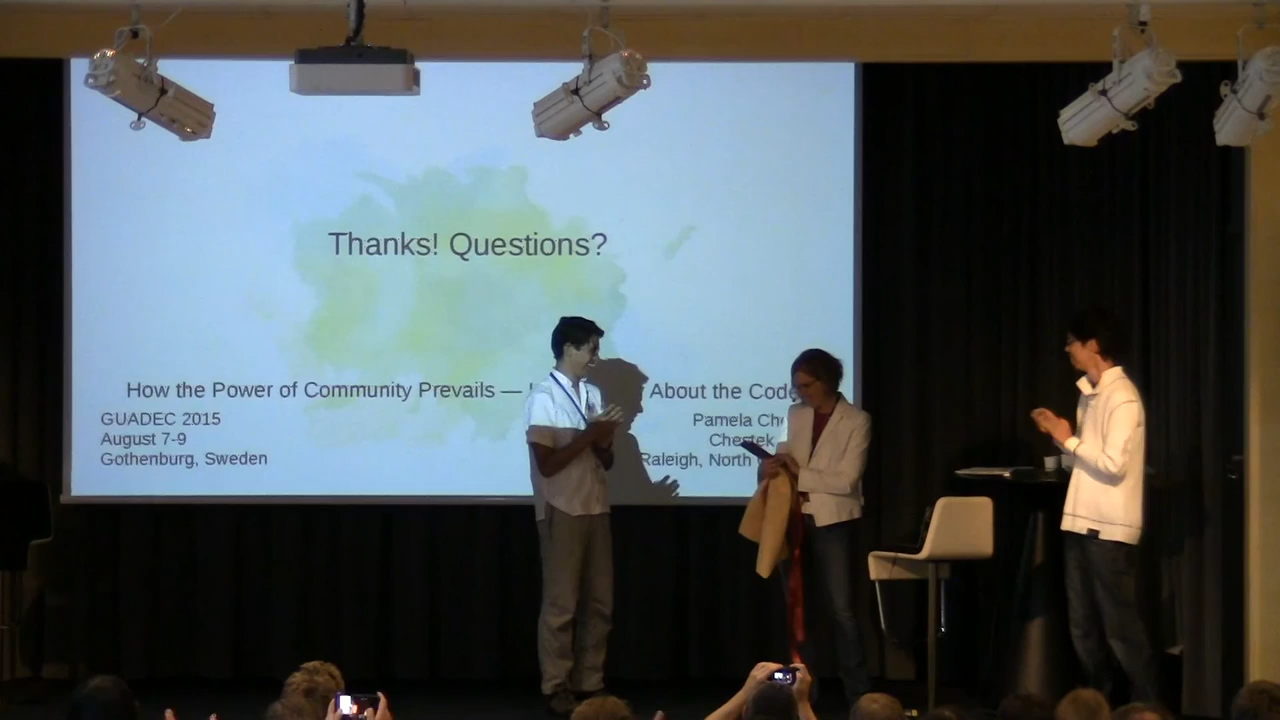 Thanks! Questions?
How the Power of Community Prevails — About the Code
GUADEC 2015
August 7-9
Gothenburg, Sweden
Pamela
Chestek
Raleigh, North